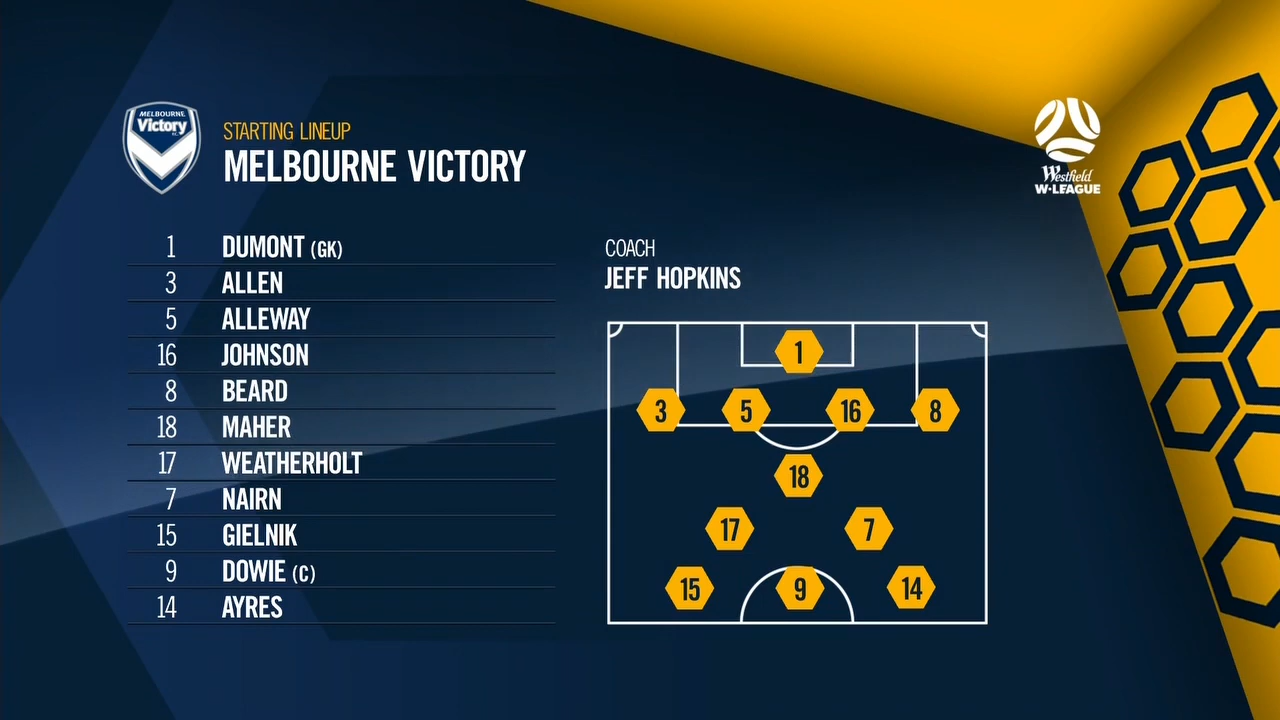 MELBOURNE
Victory
F.C.
STARTING LINEUP
MELBOURNE VICTORY
Westfield
W-LEAGUE
1 DUMONT (GK)
3 ALLEN
5 ALLEWAY
16 JOHNSON
8 BEARD
18 MAHER
17 WEATHERHOLT
7 NAIRN
15 GIELNIK
9 DOWIE (C)
14 AYRES
COACH
JEFF HOPKINS
1
3 5 16 8
18
17 7
15 9 14